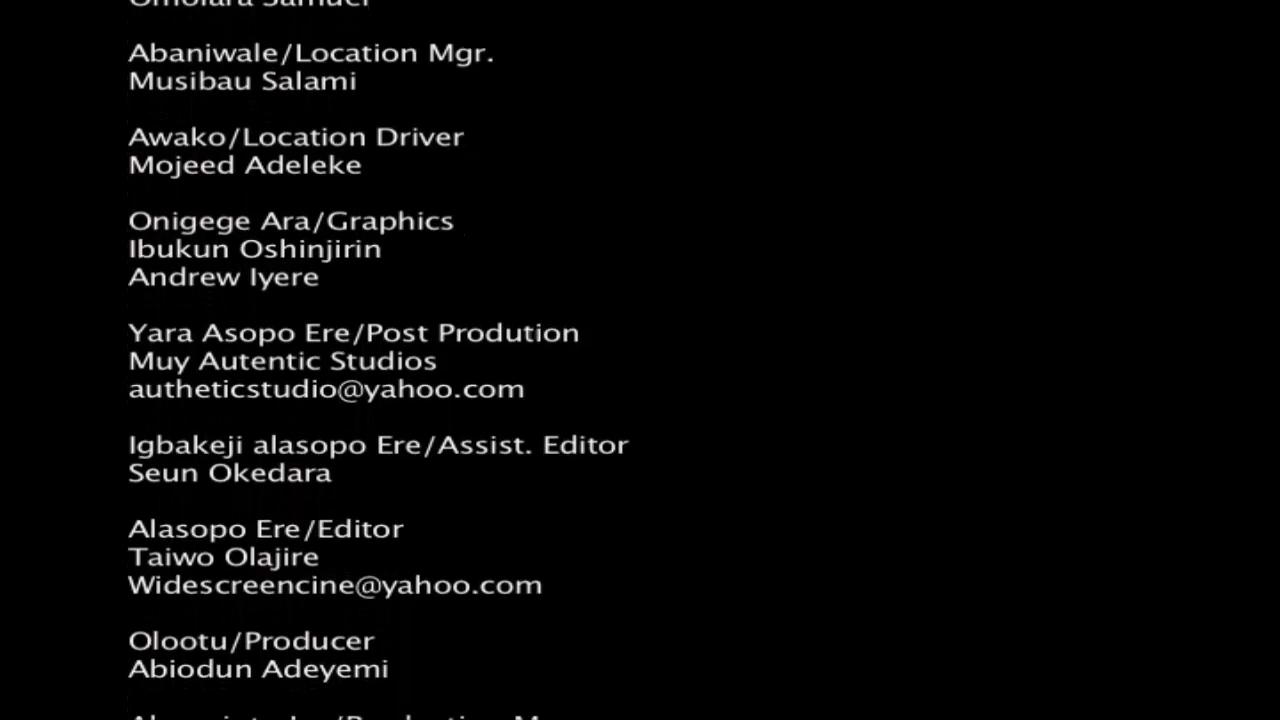 Omolara Samuel
Abaniwale/Location Mgr.
Musibau Salami
Awako/Location Driver
Mojeed Adeleke
Onigege Ara/Graphics
Ibukun Oshinjirin
Andrew Iyere
Yara Asopo Ere/Post Prodution
Muy Autentic Studios
autheticstudio@yahoo.com
Igbakeji alasopo Ere/Assist. Editor
Seun Okedara
Alasopo Ere/Editor
Taiwo Olajire
Widescreencine@yahoo.com
Olootu/Producer
Abiodun Adeyemi